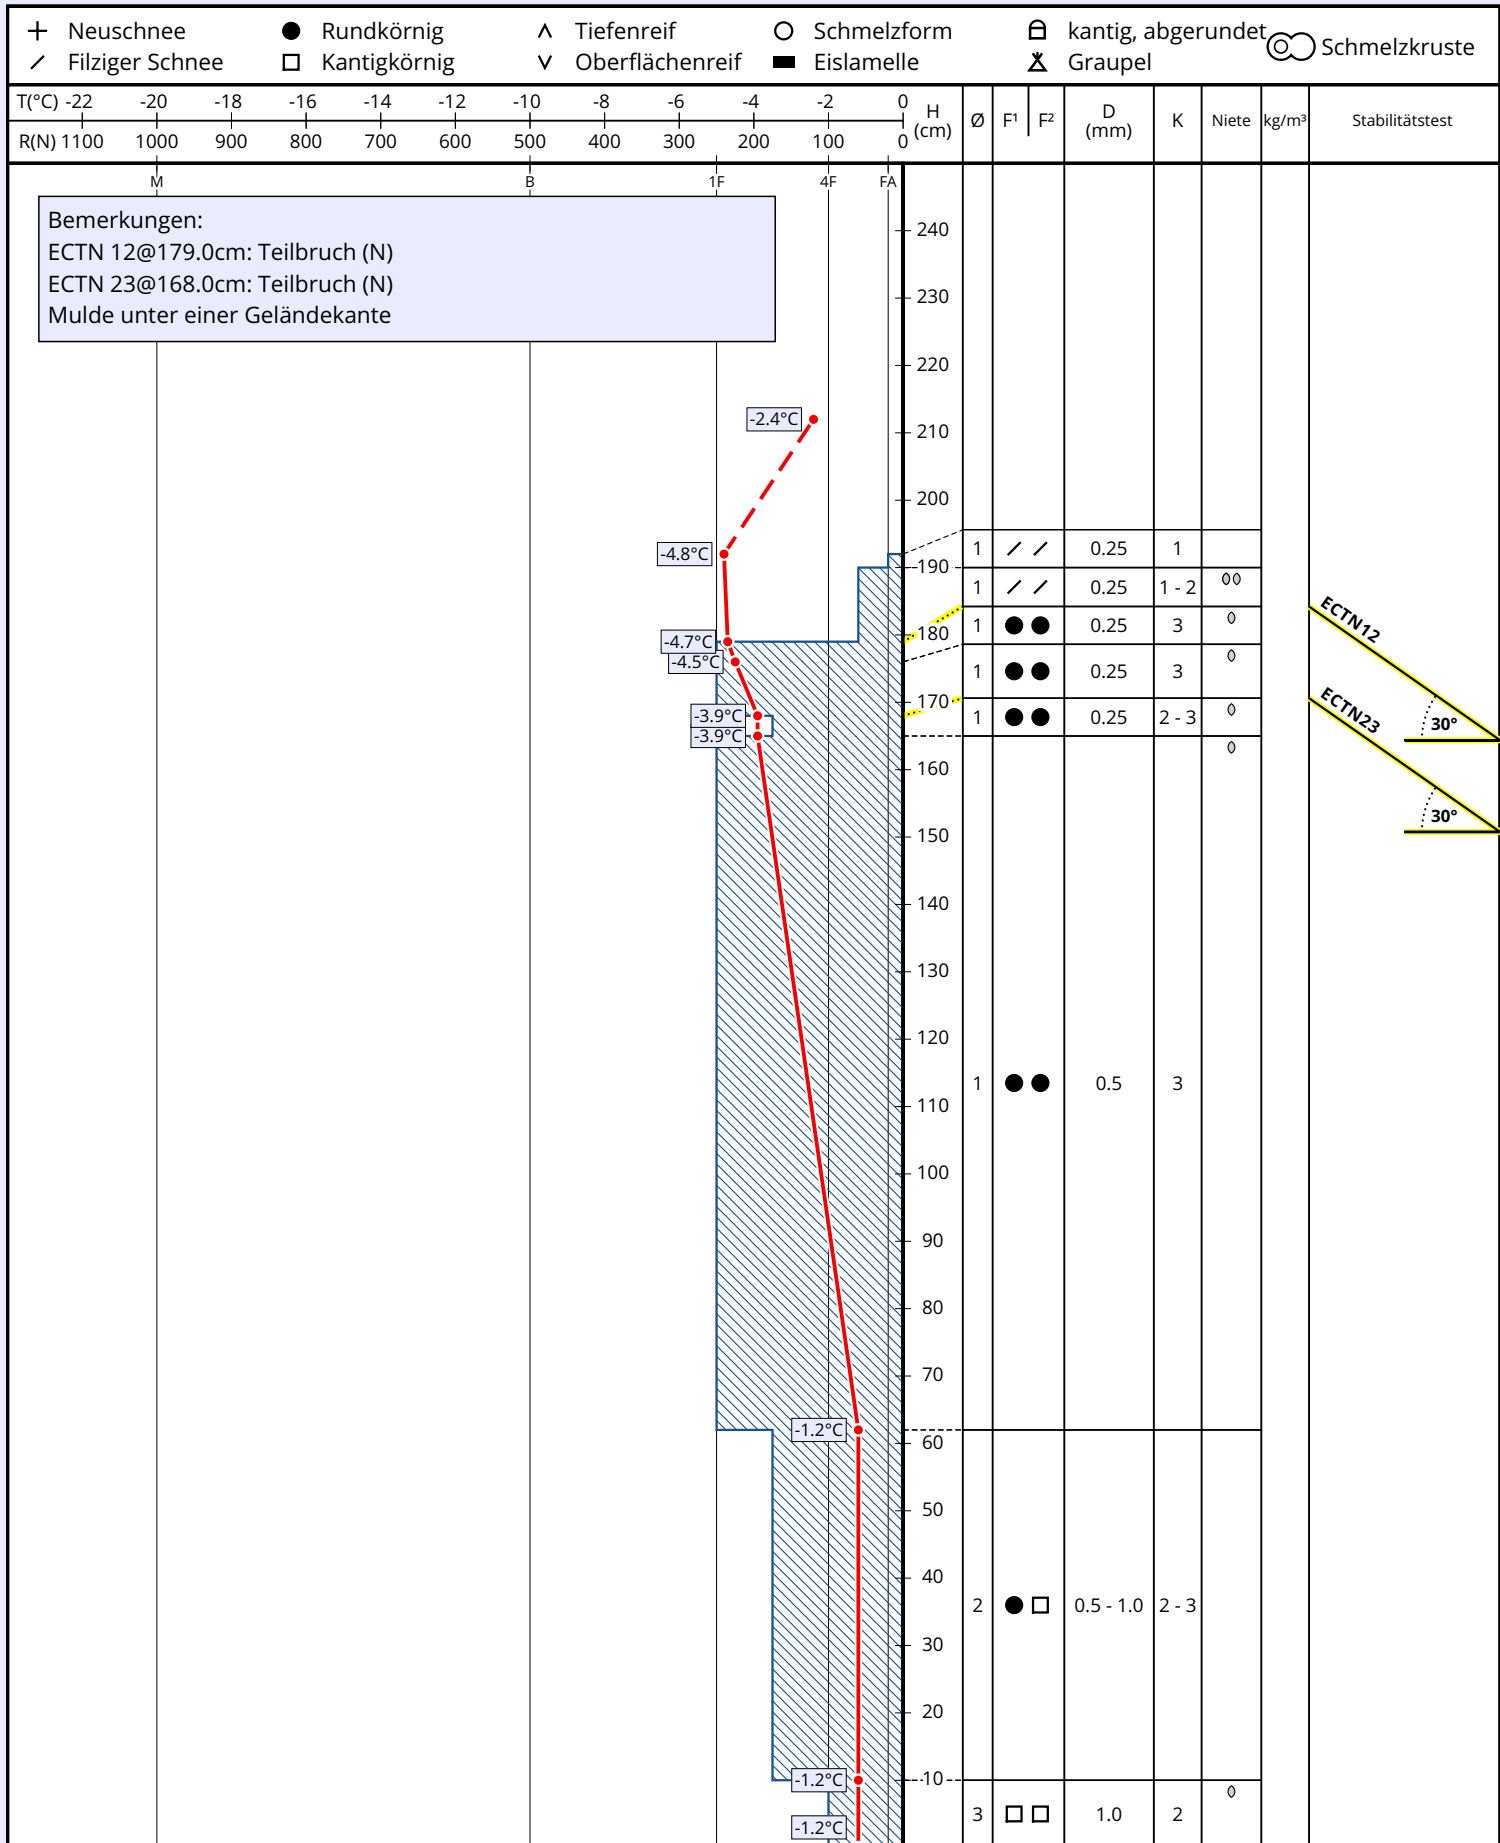 Neuschnee Rundkörnig Tiefenreif Schmelzform kantig, abgerundet Schmelzkruste
Filziger Schnee Kantigkörnig Oberflächenreif Eislamelle Graupel
T(°C) -22 -20 -18 -16 -14 -12 -10 -8 -6 -4 -2 0
R(N) 1100 1000 900 800 700 600 500 400 300 200 100 0
H (cm) Ø F¹ F² D (mm) K Niete kg/m³ Stabilitätstest
M B 1F 4F FA
Bemerkungen:
ECTN 12@179.0cm: Teilbruch (N)
ECTN 23@168.0cm: Teilbruch (N)
Mulde unter einer Geländekante
240
230
220
-2.4°C
210
200
1 0.25 1
-4.8°C
190
1 0.25 1 - 2
ECTN12
1 0.25 3
180
-4.7°C
-4.5°C
1 0.25 3
170
ECTN23
-3.9°C
1 0.25 2 - 3
30°
-3.9°C
160
30°
150
140
130
120
1 0.5 3
110
100
90
80
70
-1.2°C
60
50
40
2 0.5 - 1.0 2 - 3
30
20
-1.2°C
10
3 1.0 2
-1.2°C